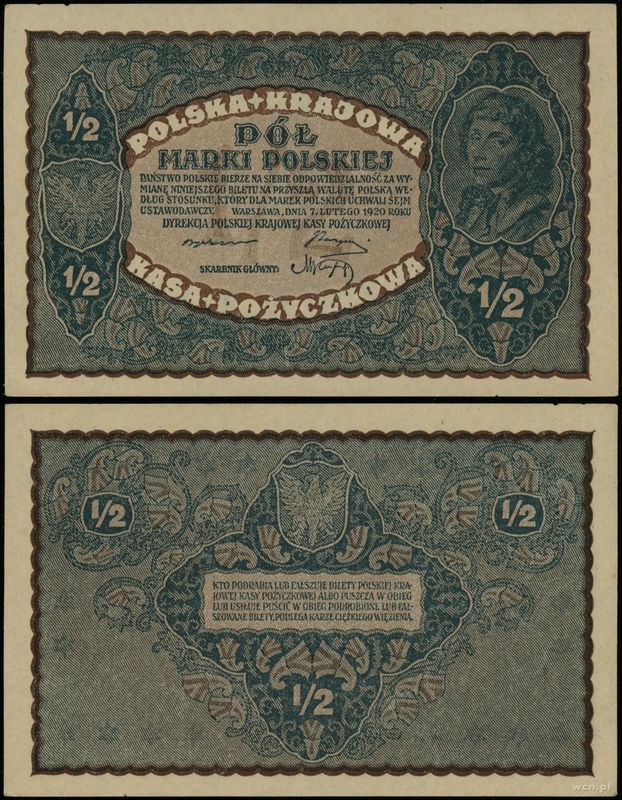 POLSKA+KRAJOWA
1/2
PÓŁ
MARKI POLSKIEJ
PAŃSTWO POLSKIE BIERZE NA SIEBIE ODPOWIEDZIALNOŚĆ ZA WY-
MIANĘ NINIEJSZEGO BILETU NA PRZYSZŁĄ WALUTĘ POLSKĄ WE-
DŁUG STOSUNKU, KTÓRY DLA MAREK POLSKICH UCHWALI SEJM
USTAWODAWCZY. WARSZAWA, DNIA 7. LUTEGO 1920 ROKU
DYREKCJA POLSKIEJ KRAJOWEJ KASY POŻYCZKOWEJ
SKARBNIK GŁÓWNY:
1/2
1/2
KASA+POŻYCZKOWA
1/2
1/2
KTO PODRABIA LUB FAŁSZUJE BILETY POLSKIEJ KRA-
JOWEJ KASY POŻYCZKOWEJ ALBO PUSZCZA W OBIEG
LUB USIŁUJE PUŚCIĆ W OBIEG PODROBIONE LUB FAŁ-
SZOWANE BILETY, PODLEGA KARZE CIĘŻKIEGO WIĘZIENIA.
1/2
wcn.pl